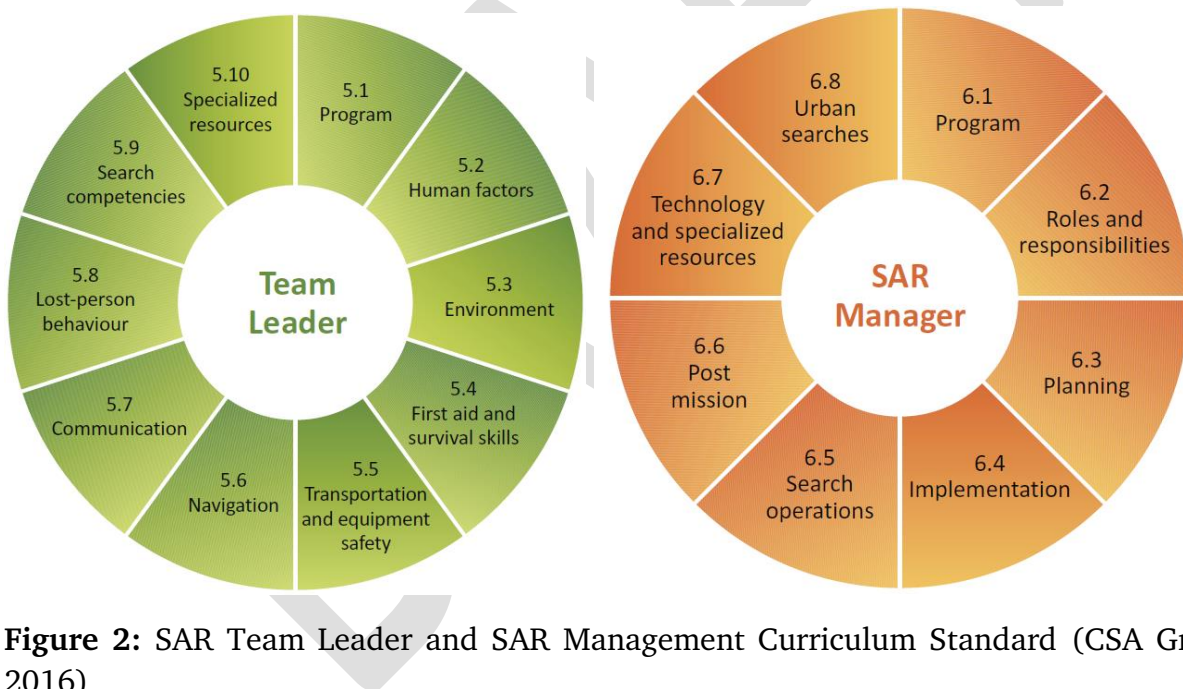 5.1
Program
5.2
Human factors
5.3
Environment
5.4
First aid and
survival skills
5.5
Transportation
and equipment
safety
5.6
Navigation
5.7
Communication
5.8
Lost-person
behaviour
5.9
Search
competencies
5.10
Specialized
resources
Team
Leader
6.1
Program
6.2
Roles and
responsibilities
6.3
Planning
6.4
Implementation
6.5
Search
operations
6.6
Post
mission
6.7
Technology
and specialized
resources
6.8
Urban
searches
SAR
Manager
Figure 2: SAR Team Leader and SAR Management Curriculum Standard (CSA
2016)